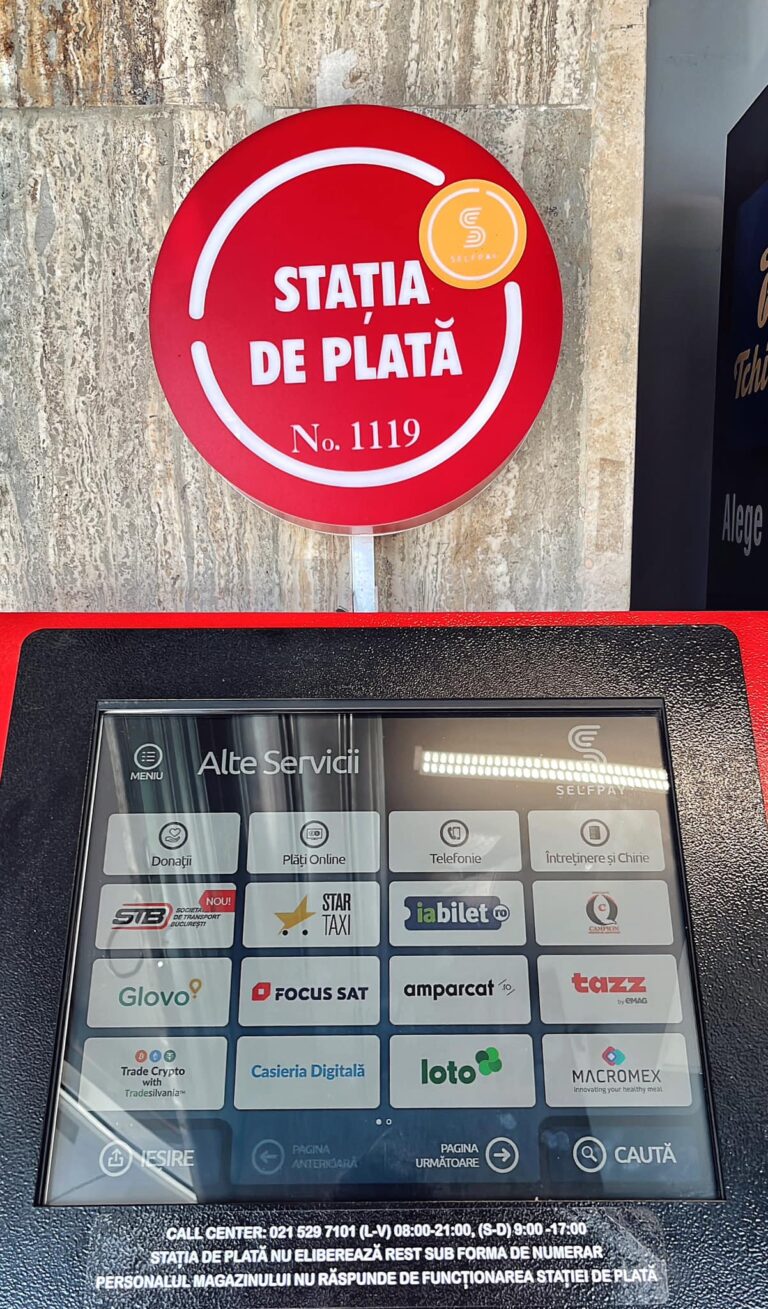 SELFPAY
STAȚIA
DE PLATĂ
No. 1119
Tchi
Alege
MENIU
Alte Servicii
SELFPAY
Donații
Plăți Online
Telefonie
Întreținere și Chirie
STB
SOCIETATEA
DE TRANSPORT
BUCUREȘTI
NOU!
STAR
TAXI
iabilet.ro
CAMPION
Glovo
FOCUS SAT
amparcat.ro
tazz
by eMAG
Trade Crypto
with
Tradesilvania™
Casieria Digitală
loto
MACROMEX
Innovating your healthy meal
IEȘIRE
PAGINA
ANTERIOARĂ
PAGINA
URMĂTOARE
CAUTĂ
CALL CENTER: 021 529 7101 (L-V) 08:00-21:00, (S-D) 9:00 -17:00
STAȚIA DE PLATĂ NU ELIBEREAZĂ REST SUB FORMA DE NUMERAR
PERSONALUL MAGAZINULUI NU RĂSPUNDE DE FUNCȚIONAREA STAȚIEI DE PLATĂ